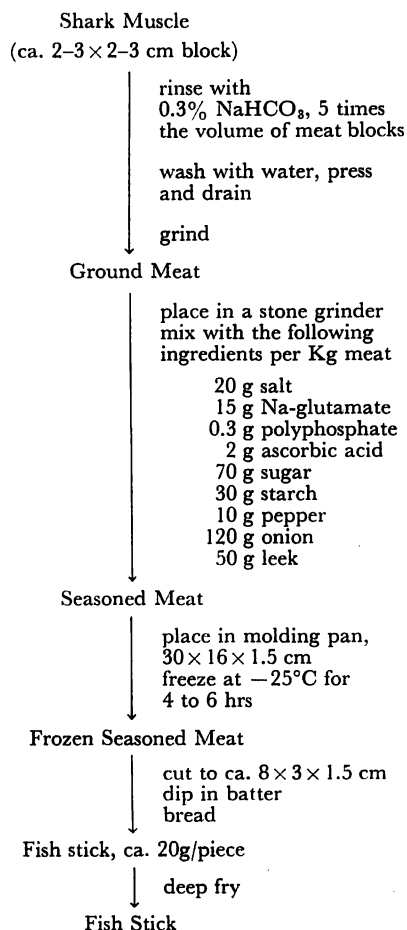 Shark Muscle
(ca. 2–3 × 2–3 cm block)
rinse with
0.3% NaHCO₃, 5 times
the volume of meat blocks
wash with water, press
and drain
grind
Ground Meat
place in a stone grinder
mix with the following
ingredients per Kg meat
20 g salt
15 g Na-glutamate
0.3 g polyphosphate
2 g ascorbic acid
70 g sugar
30 g starch
10 g pepper
120 g onion
50 g leek
Seasoned Meat
place in molding pan,
30 × 16 × 1.5 cm
freeze at −25°C for
4 to 6 hrs
Frozen Seasoned Meat
cut to ca. 8 × 3 × 1.5 cm
dip in batter
bread
Fish stick, ca. 20g/piece
deep fry
Fish Stick